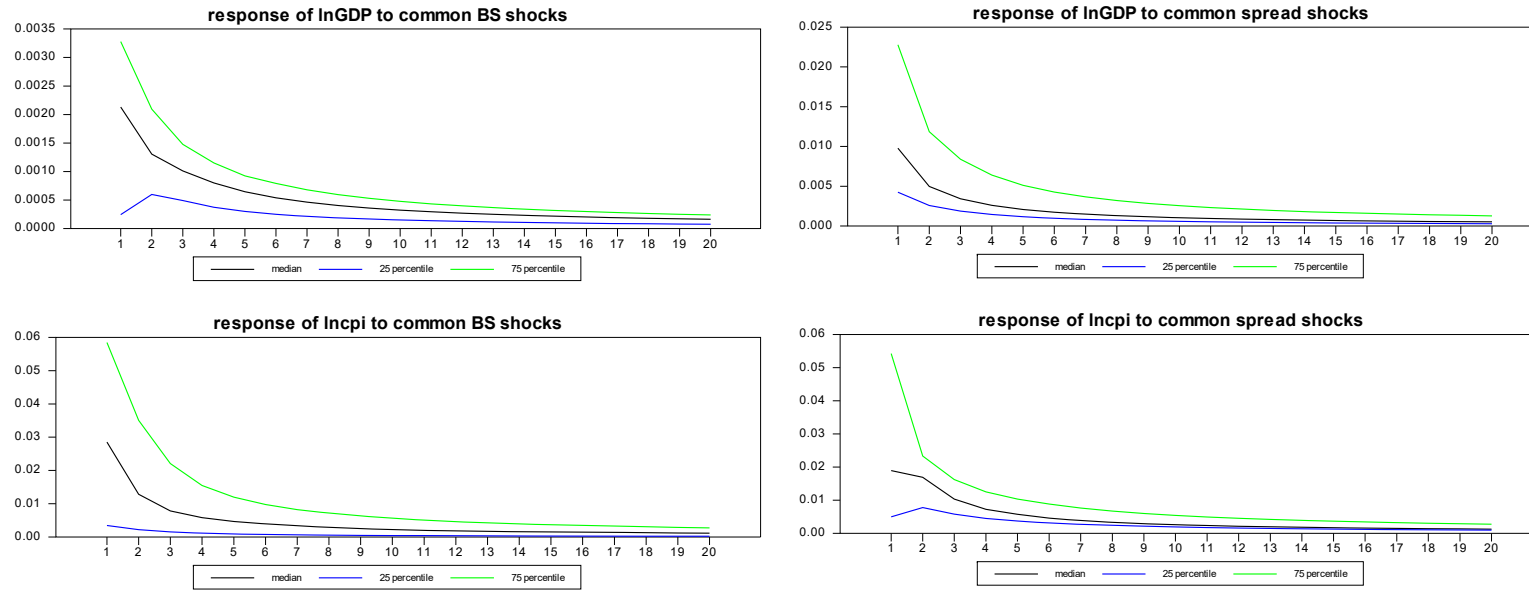 response of lnGDP to common BS shocks
0.0035
0.0030
0.0025
0.0020
0.0015
0.0010
0.0005
0.0000
1 2 3 4 5 6 7 8 9 10 11 12 13 14 15 16 17 18 19 20
median 25 percentile 75 percentile
response of lnGDP to common spread shocks
0.025
0.020
0.015
0.010
0.005
0.000
1 2 3 4 5 6 7 8 9 10 11 12 13 14 15 16 17 18 19 20
median 25 percentile 75 percentile
response of lncpi to common BS shocks
0.06
0.05
0.04
0.03
0.02
0.01
0.00
1 2 3 4 5 6 7 8 9 10 11 12 13 14 15 16 17 18 19 20
median 25 percentile 75 percentile
response of lncpi to common spread shocks
0.06
0.05
0.04
0.03
0.02
0.01
0.00
1 2 3 4 5 6 7 8 9 10 11 12 13 14 15 16 17 18 19 20
median 25 percentile 75 percentile